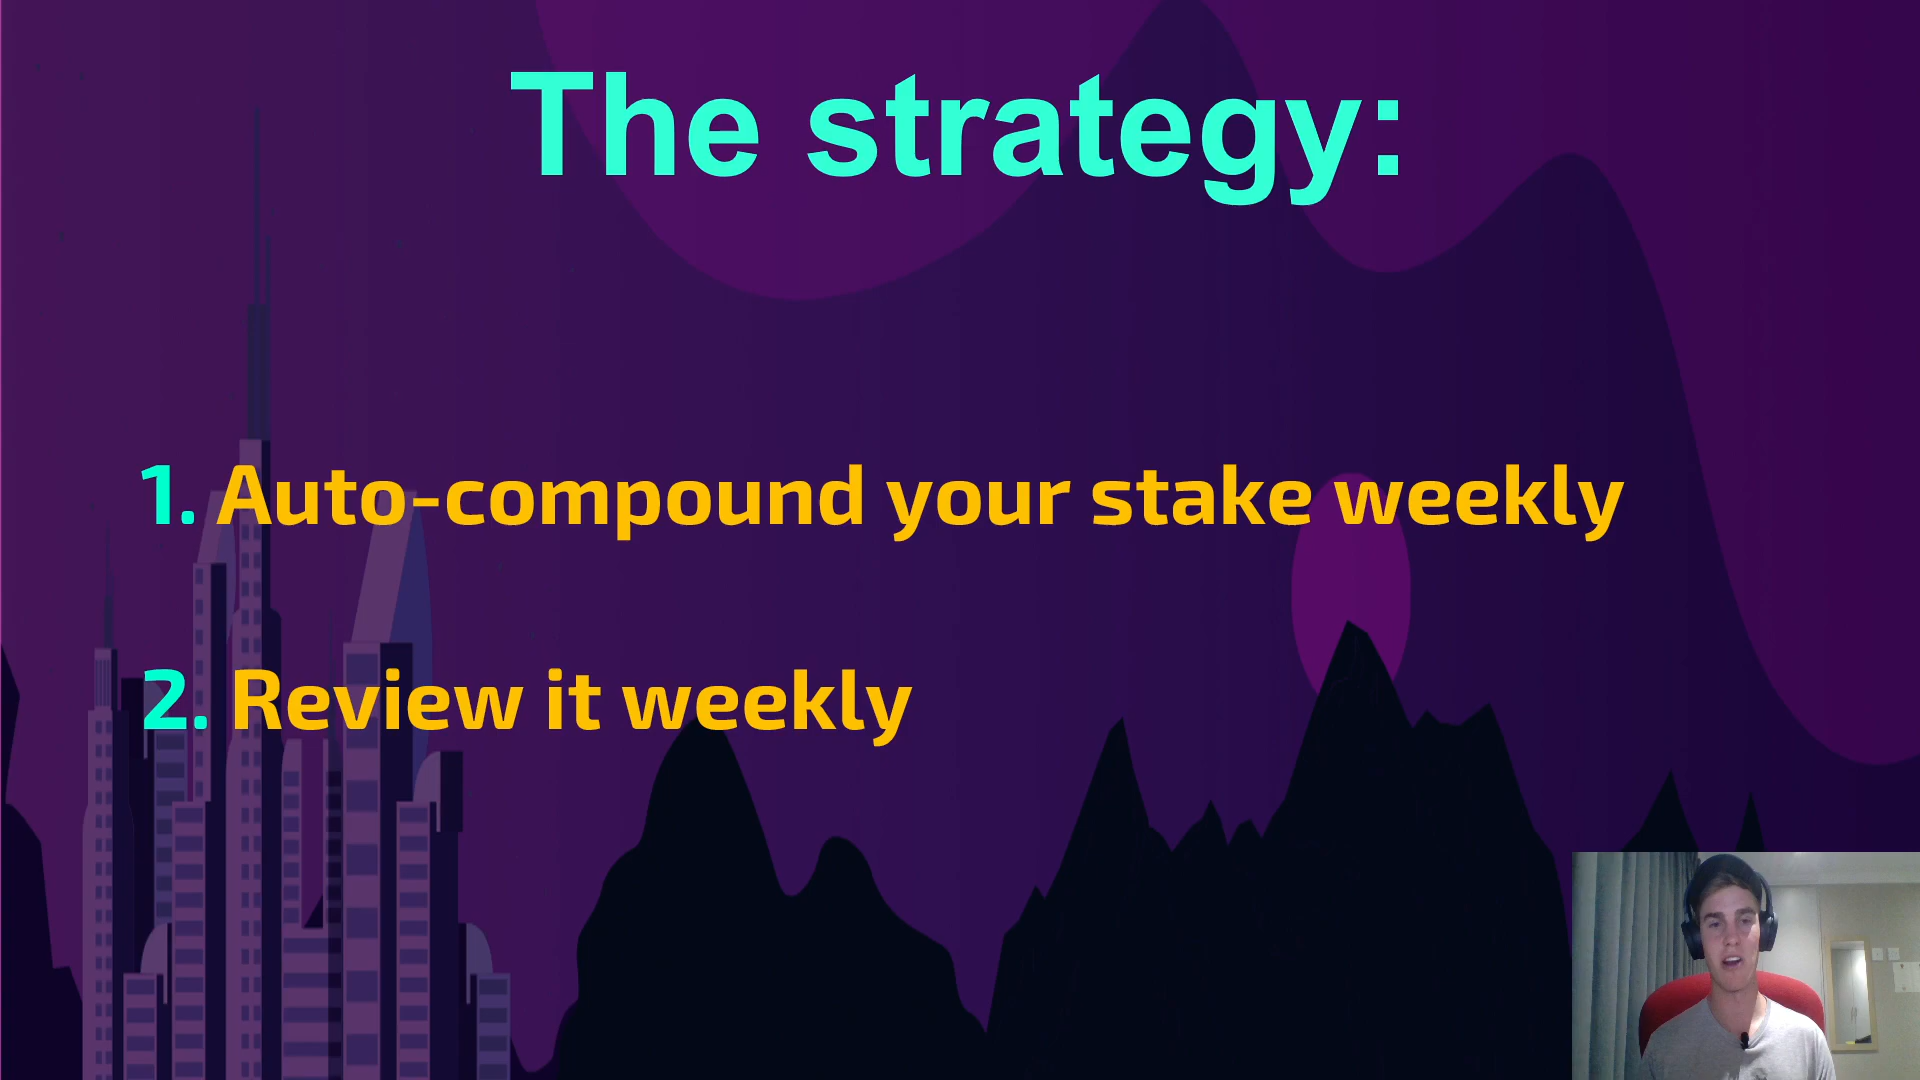 The strategy:
1. Auto-compound your stake weekly
2. Review it weekly